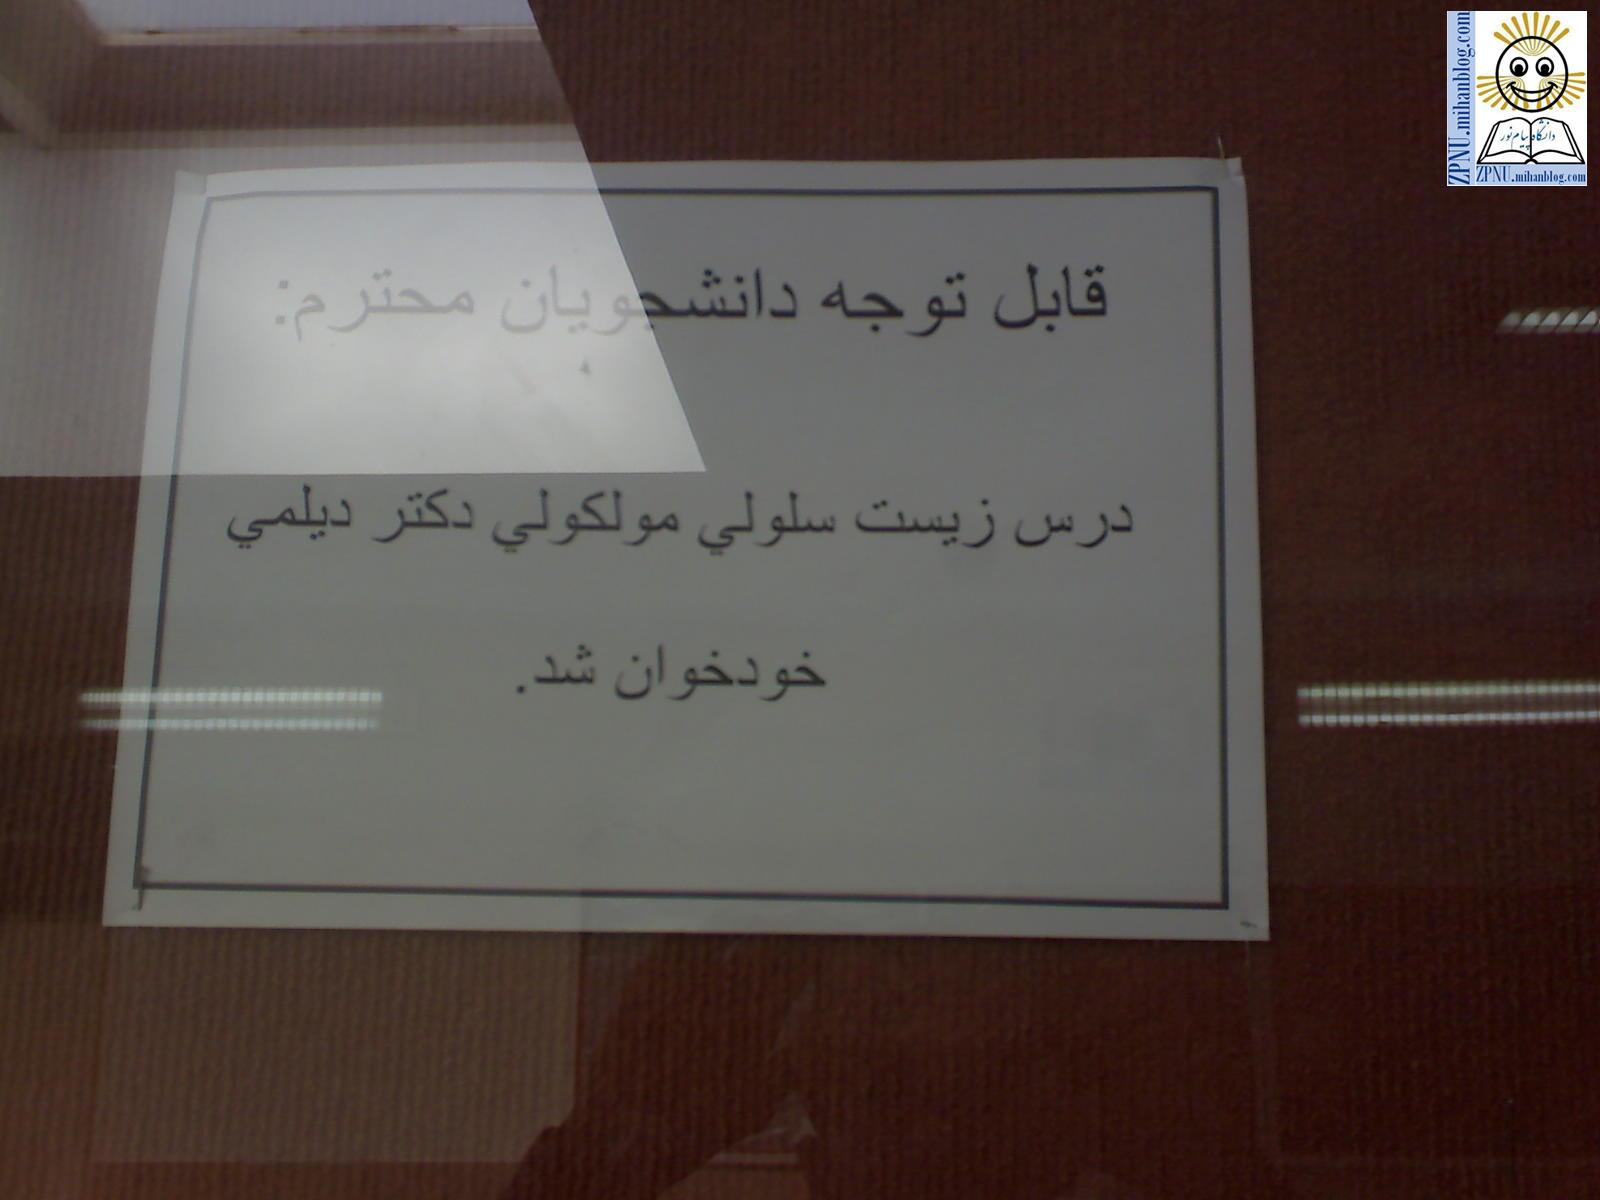 قابل توجه دانشجويان محترم:
درس زيست سلولي مولكولي دكتر ديلمي
خودخوان شد.
ZPNU.mihanblog.com
دانشگاه پیام نور
ZPNU.mihanblog.com